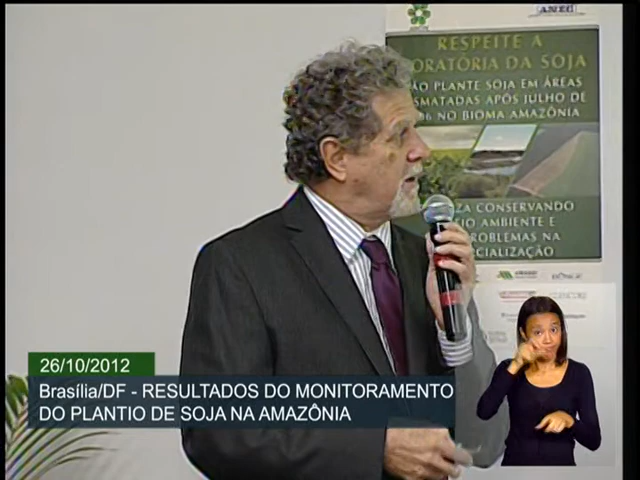 ANEC
RESPEITE A
ORATÓRIA DA SOJA
ÃO PLANTE SOJA EM ÁREAS
SMATADAS APÓS JULHO DE
NO BIOMA AMAZÔNIA
ZA CONSERVANDO
IO AMBIENTE E
ROBLEMAS NA
CIALIZAÇÃO
26/10/2012
Brasília/DF - RESULTADOS DO MONITORAMENTO
DO PLANTIO DE SOJA NA AMAZÔNIA